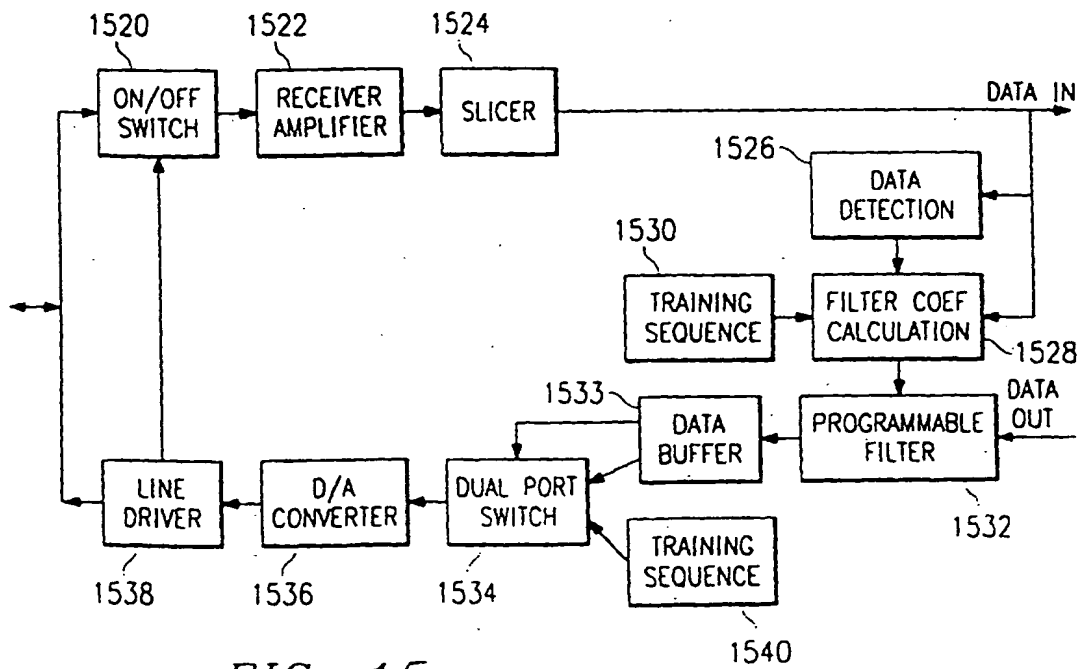 1520
1522
1524
ON/OFF
SWITCH
RECEIVER
AMPLIFIER
SLICER
DATA IN
1526
DATA
DETECTION
1530
TRAINING
SEQUENCE
FILTER COEF
CALCULATION
1528
1533
DATA
OUT
DATA
BUFFER
PROGRAMMABLE
FILTER
LINE
DRIVER
D/A
CONVERTER
DUAL PORT
SWITCH
1532
TRAINING
SEQUENCE
1538
1536
1534
1540